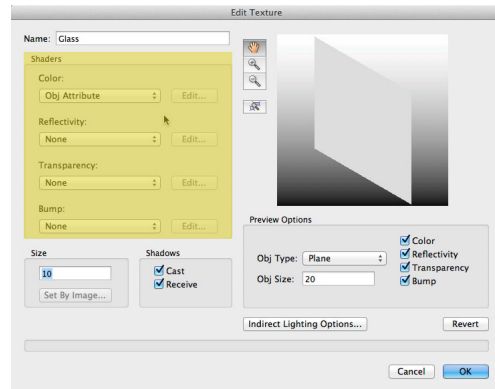 Edit Texture
Name: Glass
Shaders
Color:
Obj Attribute Edit...
Reflectivity:
None Edit...
Transparency:
None Edit...
Bump:
None Edit...
Size
10
Set By Image...
Shadows
Cast
Receive
Preview Options
Obj Type: Plane
Obj Size: 20
Color
Reflectivity
Transparency
Bump
Indirect Lighting Options...
Revert
Cancel
OK